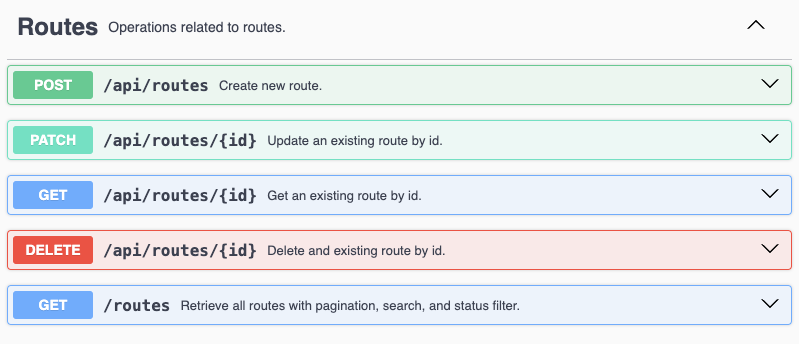 Routes Operations related to routes.
POST /api/routes Create new route.
PATCH /api/routes/{id} Update an existing route by id.
GET /api/routes/{id} Get an existing route by id.
DELETE /api/routes/{id} Delete and existing route by id.
GET /routes Retrieve all routes with pagination, search, and status filter.